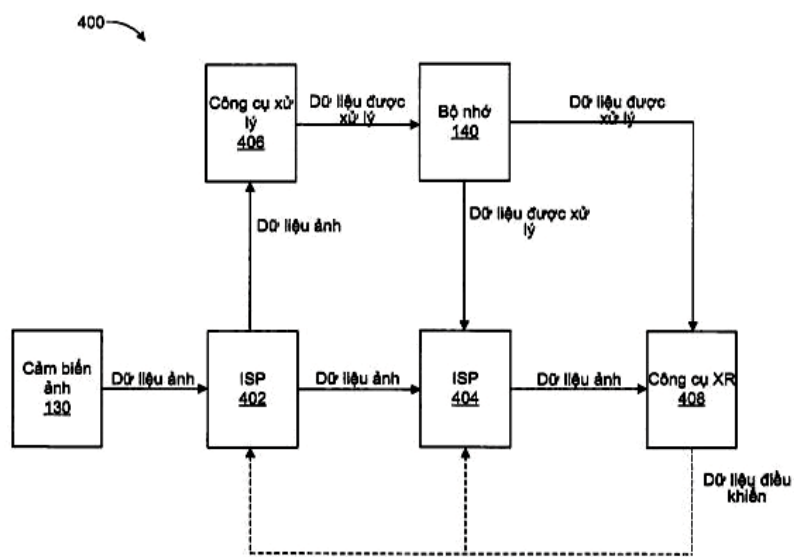 400
Công cụ xử
lý
406
Dữ liệu được
xử lý
Bộ nhớ
140
Dữ liệu được
xử lý
Dữ liệu ảnh
Dữ liệu được xử
lý
Cảm biến
ảnh
130
Dữ liệu ảnh
ISP
402
Dữ liệu ảnh
ISP
404
Dữ liệu ảnh
Công cụ XR
408
Dữ liệu điều
khiển